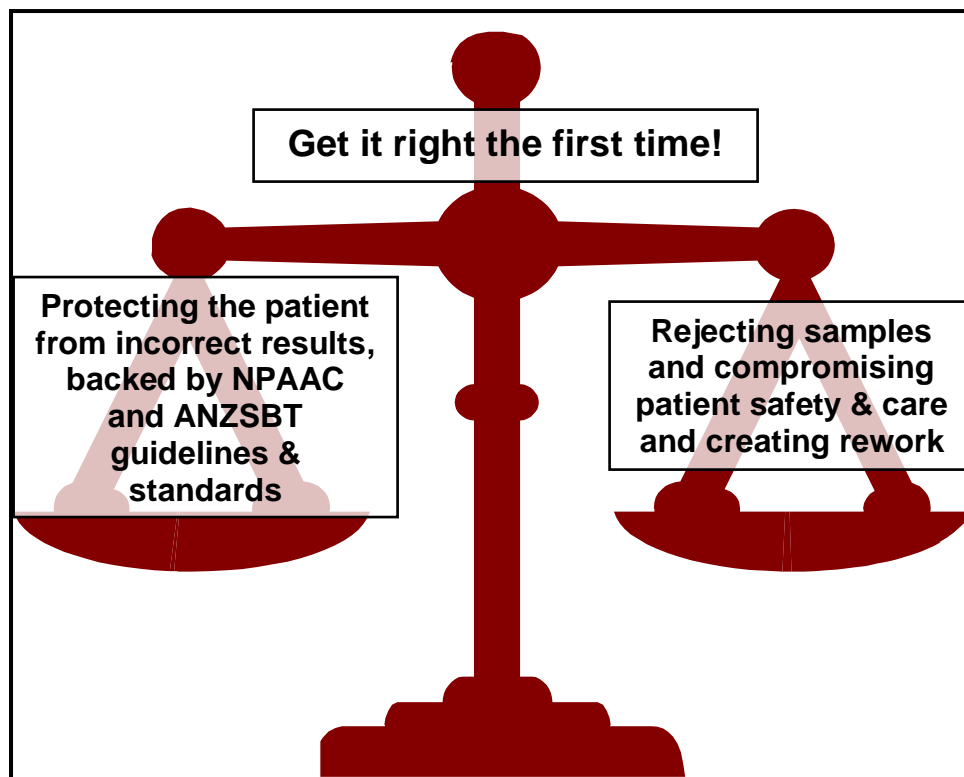 Get it right the first time!
Protecting the patient
from incorrect results,
backed by NPAAC
and ANZSBT
guidelines &
standards
Rejecting samples
and compromising
patient safety & care
and creating rework